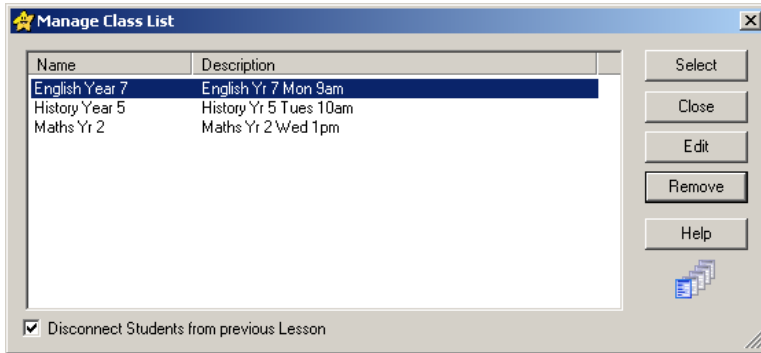 Manage Class List
Name Description
English Year 7 English Yr 7 Mon 9am
History Year 5 History Yr 5 Tues 10am
Maths Yr 2 Maths Yr 2 Wed 1pm
Select
Close
Edit
Remove
Help
Disconnect Students from previous Lesson